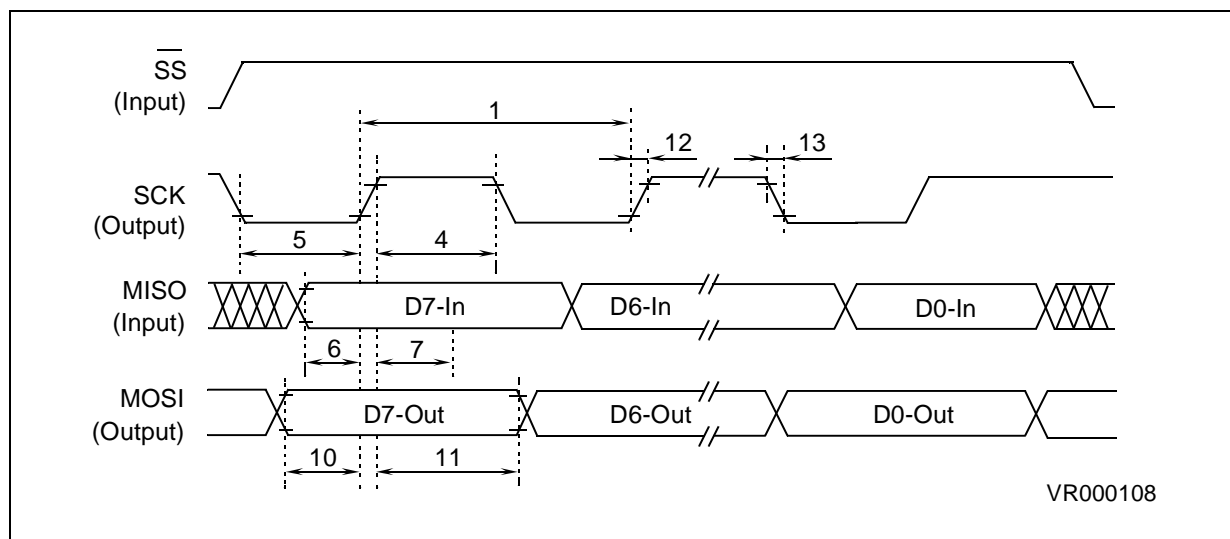 SS
(Input)
1
12
13
SCK
(Output)
5
4
MISO
(Input)
D7-In
D6-In
D0-In
6
7
MOSI
(Output)
D7-Out
D6-Out
D0-Out
10
11
VR000108